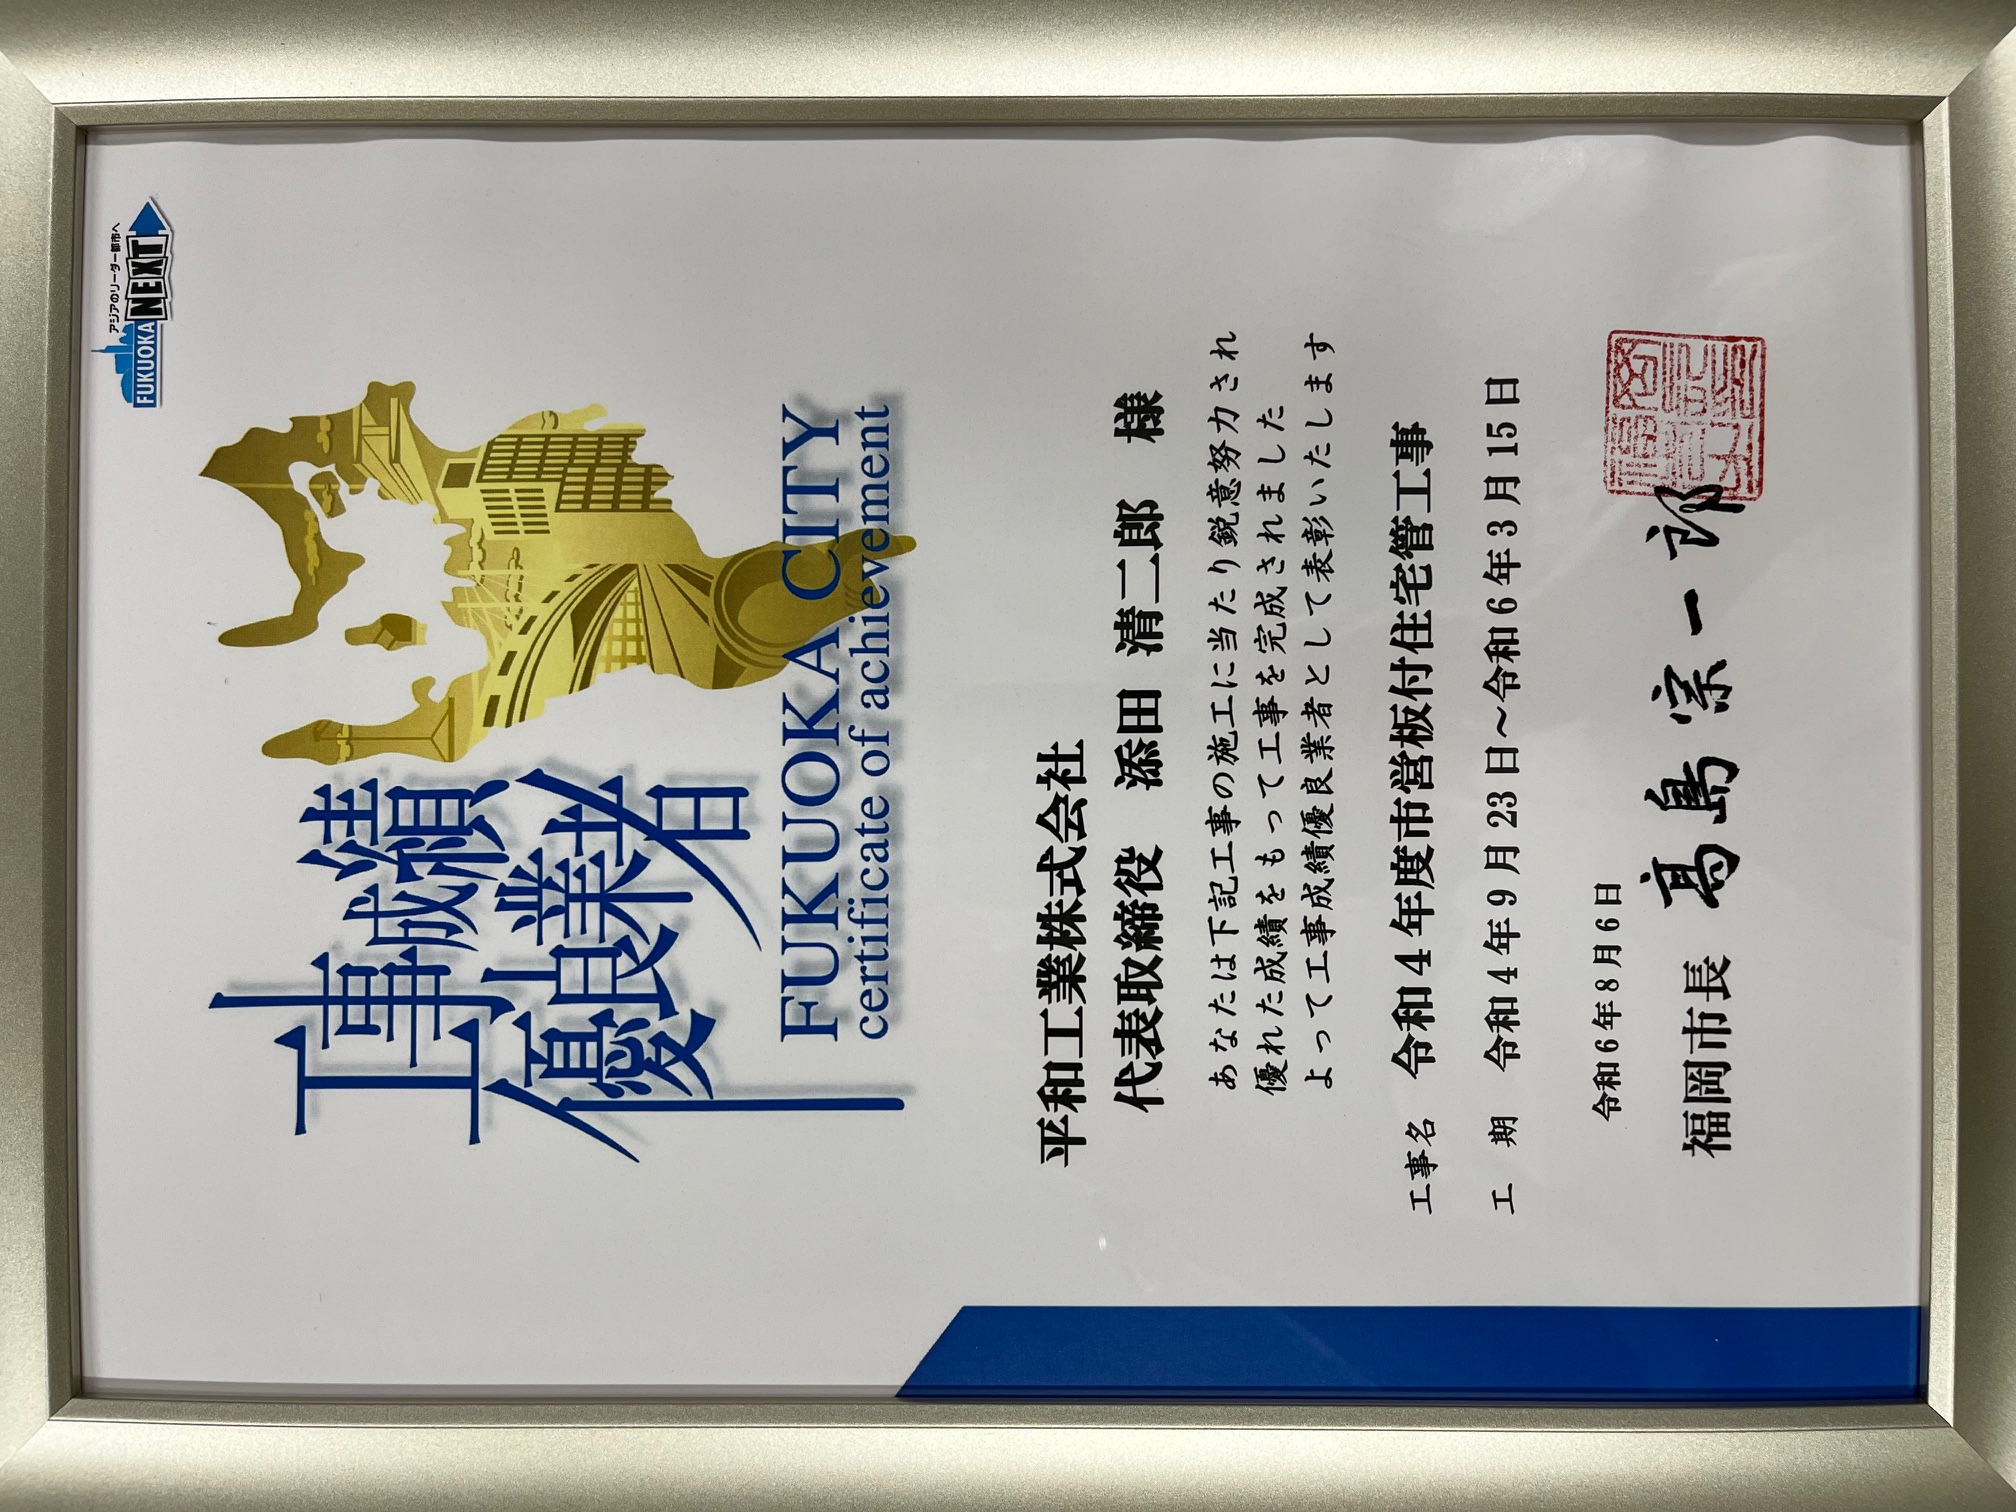 アジアのリーダー都市へ
FUKUOKA NEXT
工事成績
優良業者
FUKUOKA CITY
certificate of achievement
平和工業株式会社
代表取締役　添田　清二郎　様
あなたは下記工事の施工に当たり鋭意努力され
優れた成績をもって工事を完成されました
よって工事成績優良業者として表彰いたします
工事名　令和4年度市営板付住宅管工事
工　期　令和4年9月23日～令和6年3月15日
令和6年8月6日
福岡市長　高島宗一郎